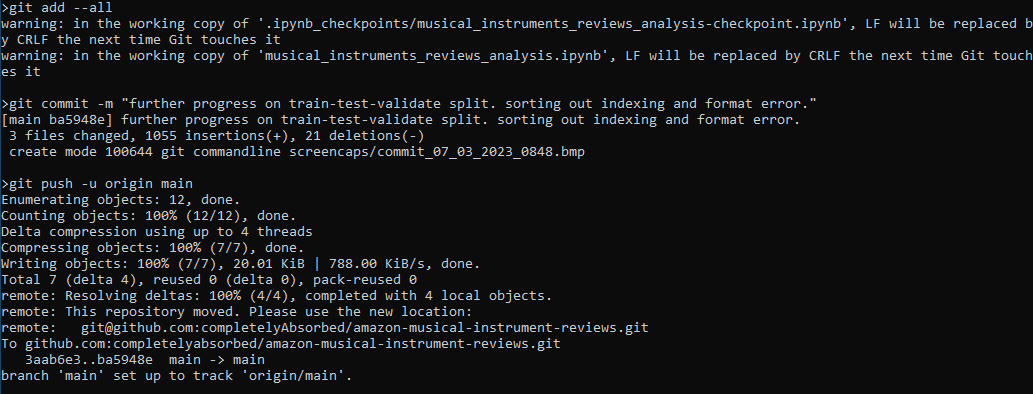 >git add --all
warning: in the working copy of '.ipynb_checkpoints/musical_instruments_reviews_analysis-checkpoint.ipynb', LF will be replaced b
y CRLF the next time Git touches it
warning: in the working copy of 'musical_instruments_reviews_analysis.ipynb', LF will be replaced by CRLF the next time Git touch
es it
>git commit -m "further progress on train-test-validate split. sorting out indexing and format error."
[main ba5948e] further progress on train-test-validate split. sorting out indexing and format error.
 3 files changed, 1055 insertions(+), 21 deletions(-)
 create mode 100644 git commandline screencaps/commit_07_03_2023_0848.bmp
>git push -u origin main
Enumerating objects: 12, done.
Counting objects: 100% (12/12), done.
Delta compression using up to 4 threads
Compressing objects: 100% (7/7), done.
Writing objects: 100% (7/7), 20.01 KiB | 788.00 KiB/s, done.
Total 7 (delta 4), reused 0 (delta 0), pack-reused 0
remote: Resolving deltas: 100% (4/4), completed with 4 local objects.
remote: This repository moved. Please use the new location:
remote:   git@github.com:completelyAbsorbed/amazon-musical-instrument-reviews.git
To github.com:completelyabsorbed/amazon-musical-instrument-reviews.git
   3aab6e3..ba5948e  main -> main
branch 'main' set up to track 'origin/main'.